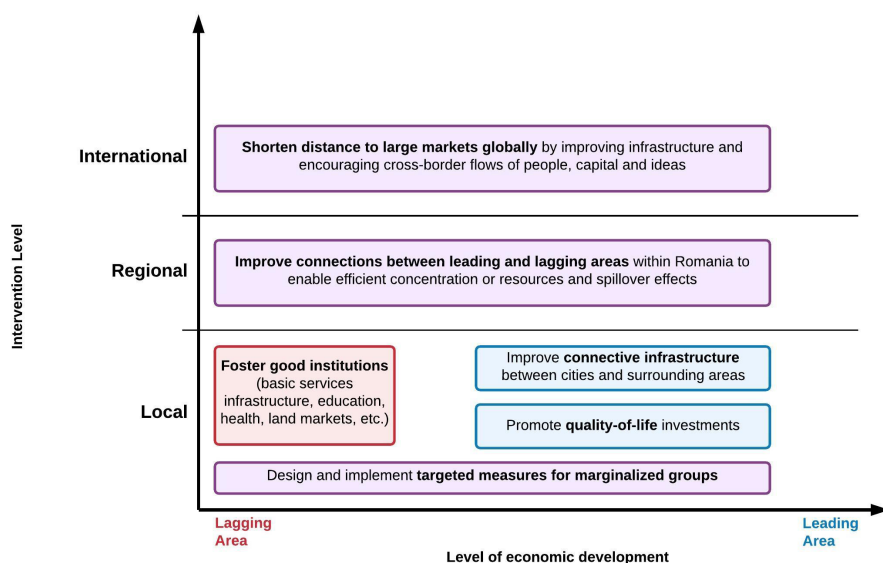 International
Shorten distance to large markets globally by improving infrastructure and
encouraging cross-border flows of people, capital and ideas
Intervention Level
Regional
Improve connections between leading and lagging areas within Romania to
enable efficient concentration or resources and spillover effects
Local
Foster good institutions
(basic services
infrastructure, education,
health, land markets, etc.)
Improve connective infrastructure
between cities and surrounding areas
Promote quality-of-life investments
Design and implement targeted measures for marginalized groups
Lagging
Area
Leading
Area
Level of economic development